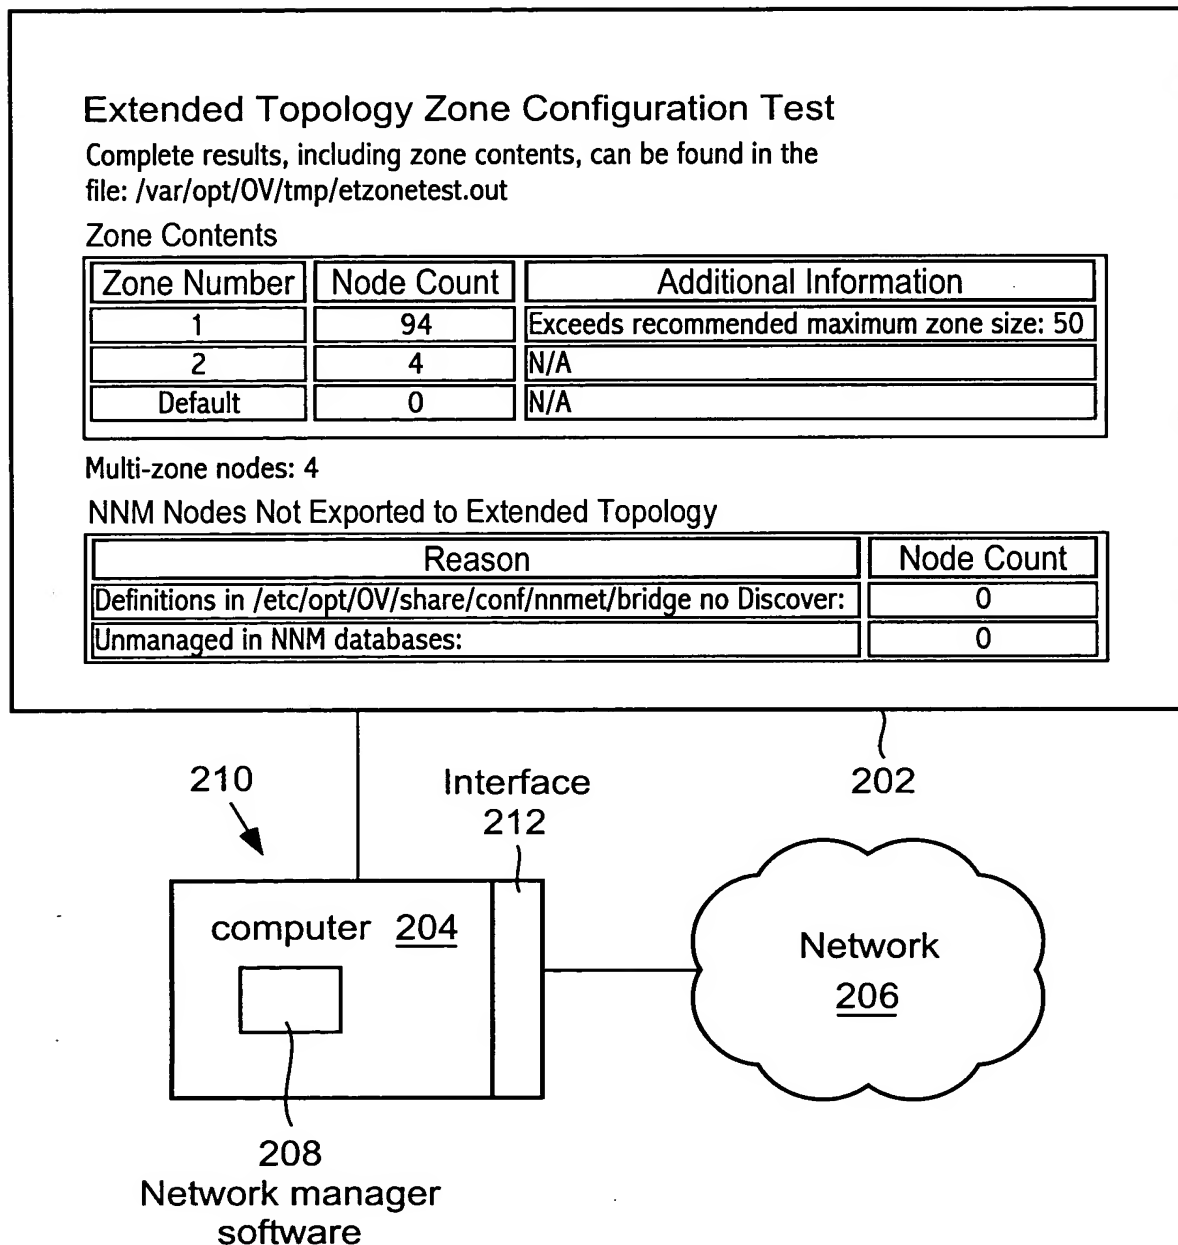 Extended Topology Zone Configuration Test
Complete results, including zone contents, can be found in the
file: /var/opt/OV/tmp/etzonetest.out
Zone Contents
Zone Number Node Count Additional Information
1 94 Exceeds recommended maximum zone size: 50
2 4 N/A
Default 0 N/A
Multi-zone nodes: 4
NNM Nodes Not Exported to Extended Topology
Reason Node Count
Definitions in /etc/opt/OV/share/conf/nnmet/bridge no Discover: 0
Unmanaged in NNM databases: 0
210
Interface
212
202
computer 204
Network
206
208
Network manager
software